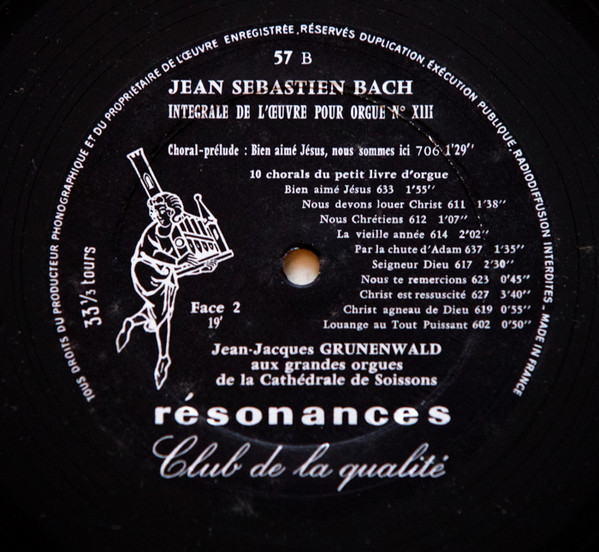 TOUS DROITS DU PRODUCTEUR PHONOGRAPHIQUE ET DU PROPRIÉTAIRE DE L'ŒUVRE ENREGISTRÉE, RÉSERVÉS DUPLICATION, EXÉCUTION PUBLIQUE, RADIODIFFUSION INTERDITES - MADE IN FRANCE
57 B
JEAN SEBASTIEN BACH
INTEGRALE DE L'ŒUVRE POUR ORGUE N° XIII
Choral-prélude : Bien aimé Jésus, nous sommes ici 706 1'29"
10 chorals du petit livre d'orgue
Bien aimé Jésus 633 1'55"
Nous devons louer Christ 611 1'38"
Nous Chrétiens 612 1'07"
La vieille année 614 2'02"
Par la chute d'Adam 637 1'35"
Seigneur Dieu 617 2'30"
Nous te remercions 623 0'45"
Christ est ressuscité 627 3'40"
Christ agneau de Dieu 619 0'55"
Louange au Tout Puissant 602 0'50"
33⅓ tours
Face 2
19'
Jean-Jacques GRUNENWALD
aux grandes orgues
de la Cathédrale de Soissons
résonances
Club de la qualité